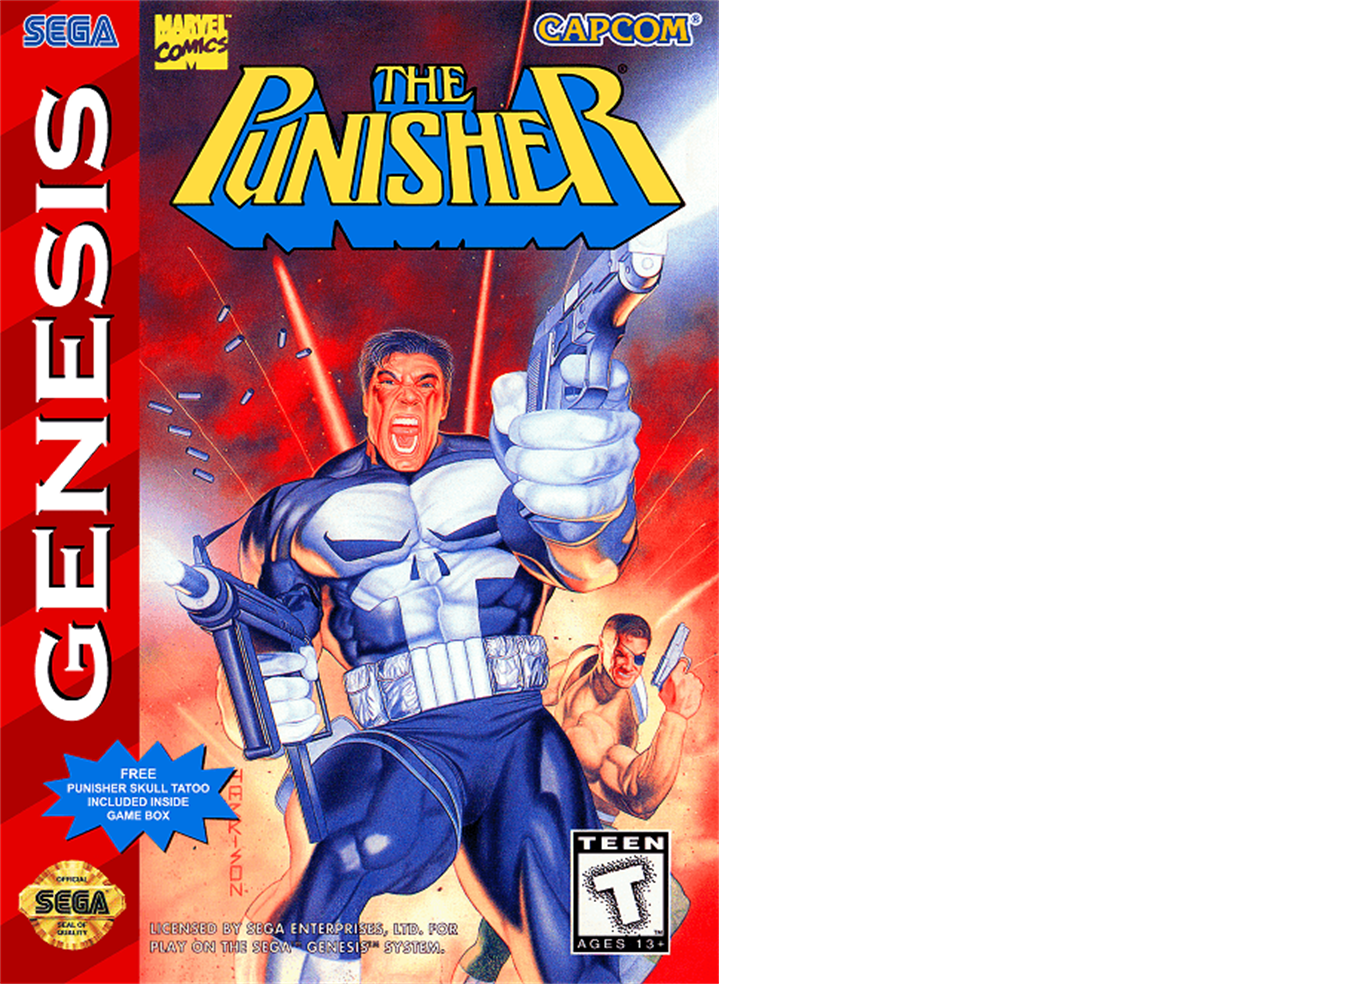 SEGA
MARVEL
COMICS
CAPCOM®
THE
PUNISHER®
GENESIS
FREE
PUNISHER SKULL TATOO
INCLUDED INSIDE
GAME BOX
JENKISON
OFFICIAL
SEGA
SEAL OF
QUALITY
LICENSED BY SEGA ENTERPRISES, LTD. FOR
PLAY ON THE SEGA™ GENESIS™ SYSTEM.
TEEN
T
AGES 13+